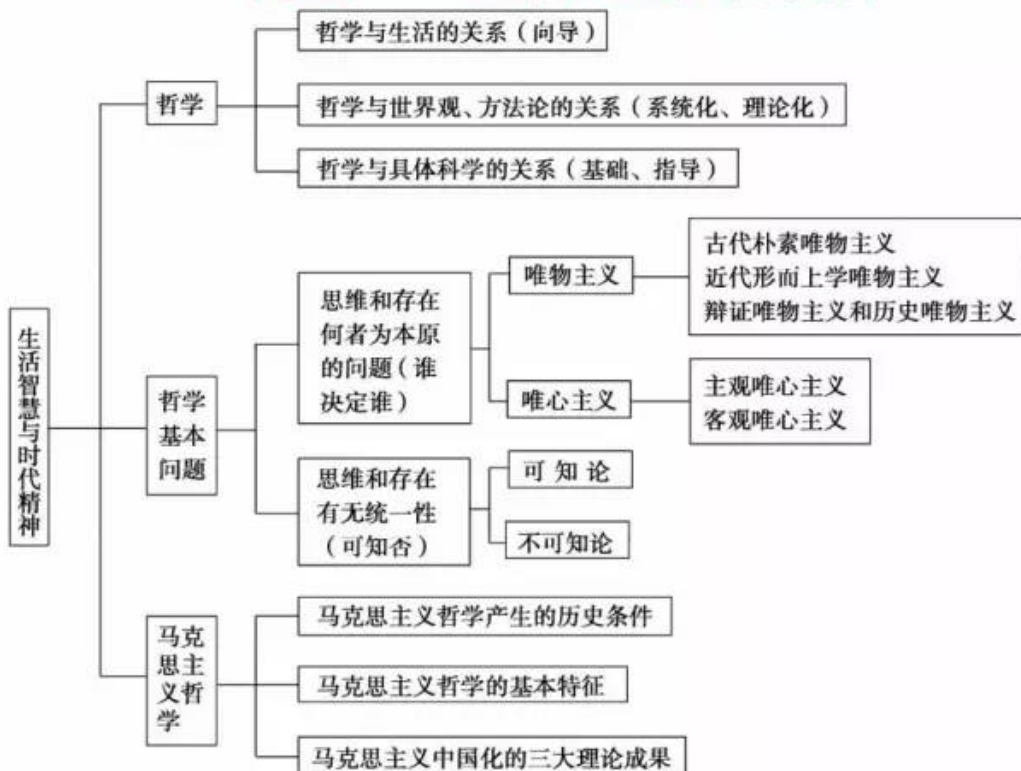 哲学与生活的关系（向导）
哲学
哲学与世界观、方法论的关系（系统化、理论化）
哲学与具体科学的关系（基础、指导）
生活智慧与时代精神
哲学
基本
问题
思维和存在
何者为本原
的问题（谁
决定谁）
唯物主义
古代朴素唯物主义
近代形而上学唯物主义
辩证唯物主义和历史唯物主义
唯心主义
主观唯心主义
客观唯心主义
思维和存在
有无统一性
（可知否）
可 知 论
不可知论
马克
思主
义哲
学
马克思主义哲学产生的历史条件
马克思主义哲学的基本特征
马克思主义中国化的三大理论成果